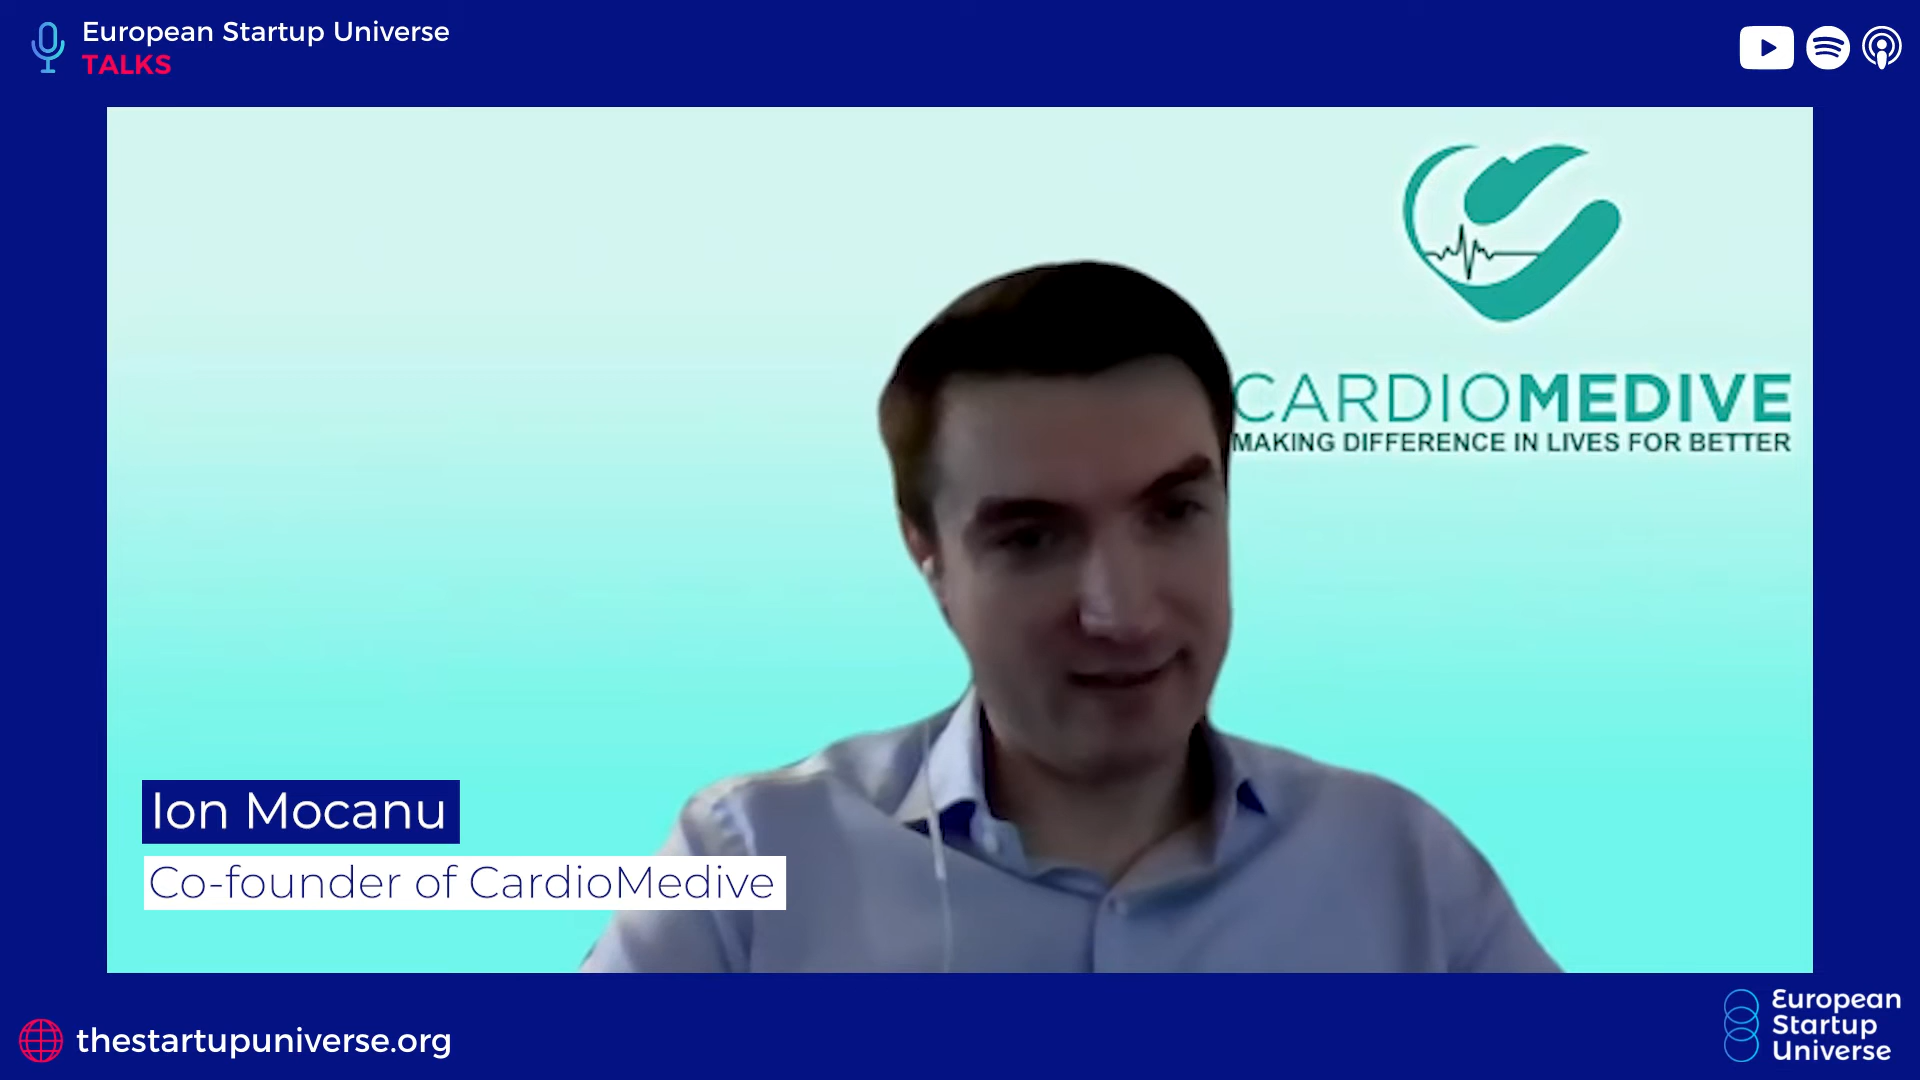 European Startup Universe
TALKS
CARDIOMEDIVE
MAKING DIFFERENCE IN LIVES FOR BETTER
Ion Mocanu
Co-founder of CardioMedive
thestartupuniverse.org
European
Startup
Universe